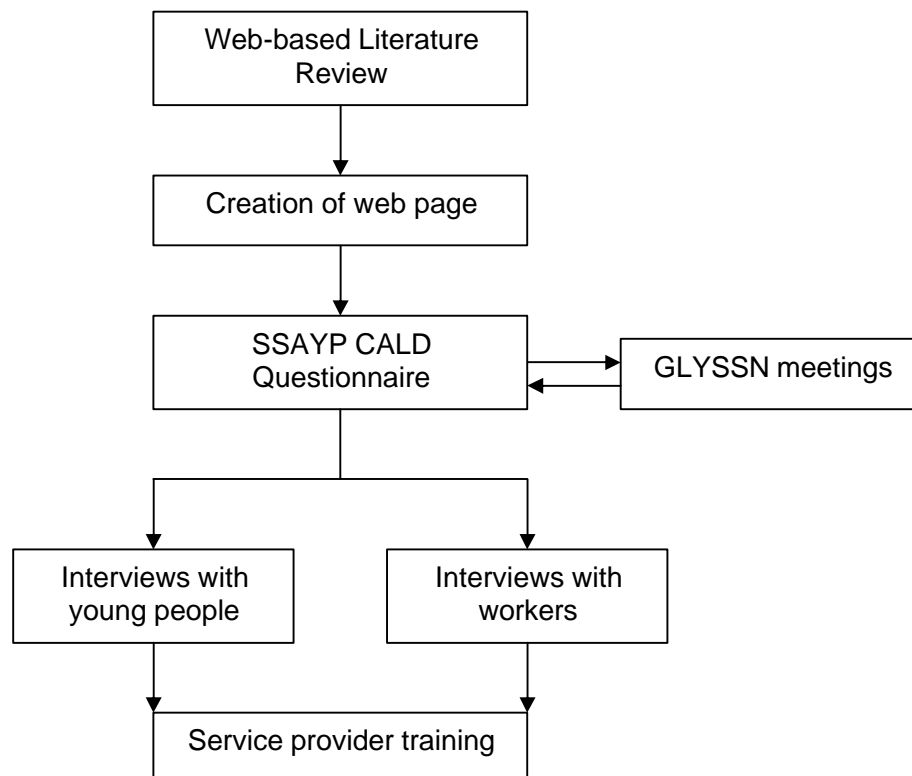 Web-based Literature
Review
Creation of web page
SSAYP CALD
Questionnaire
GLYSSN meetings
Interviews with
young people
Interviews with
workers
Service provider training